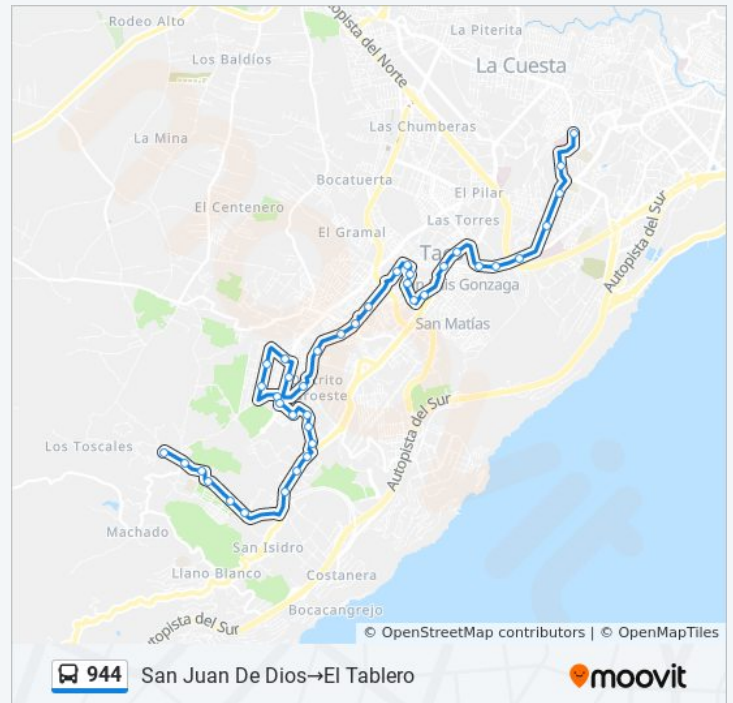 Rodeo Alto
La Piterita
Autopista del Norte
Los Baldíos
La Cuesta
Las Chumberas
La Mina
Bocatuerta
El Pilar
El Centenero
Las Torres
El Gramal
Autopista del Sur
San Matías
Autopista del Sur
Los Toscales
Machado
San Isidro
Llano Blanco
Costanera
Bocacangrejo
Autopista del Sur
© OpenStreetMap contributors | © OpenMapTiles
944 San Juan De Dios→El Tablero
moovit